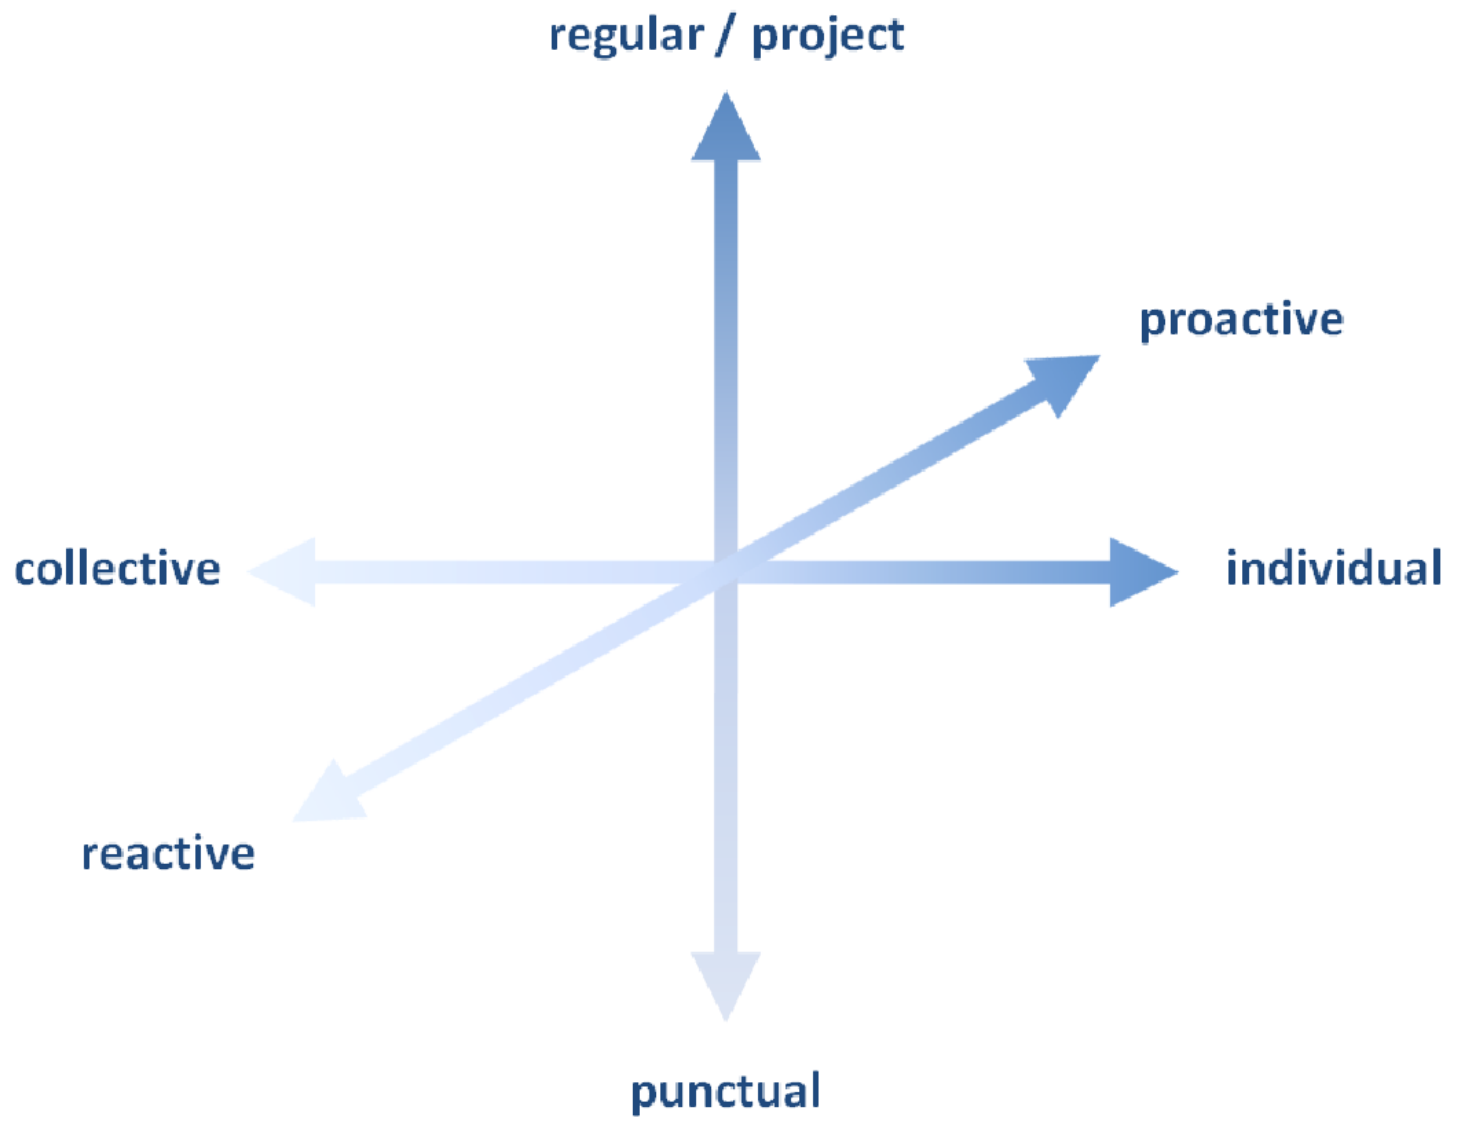 regular / project
proactive
collective
individual
reactive
punctual